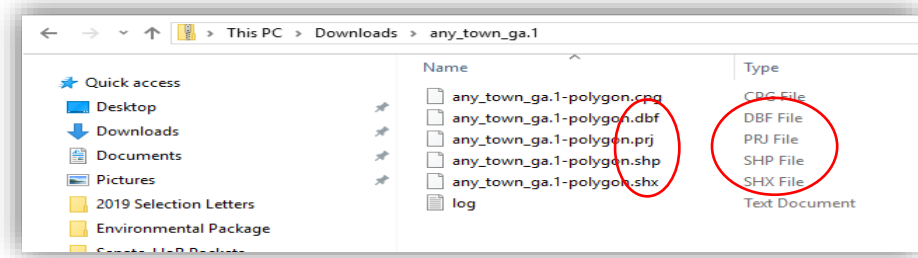 This PC > Downloads > any_town_ga.1
Name Type
Quick access
Desktop
Downloads
Documents
Pictures
2019 Selection Letters
Environmental Package
any_town_ga.1-polygon.cpg CPG File
any_town_ga.1-polygon.dbf DBF File
any_town_ga.1-polygon.prj PRJ File
any_town_ga.1-polygon.shp SHP File
any_town_ga.1-polygon.shx SHX File
log Text Document